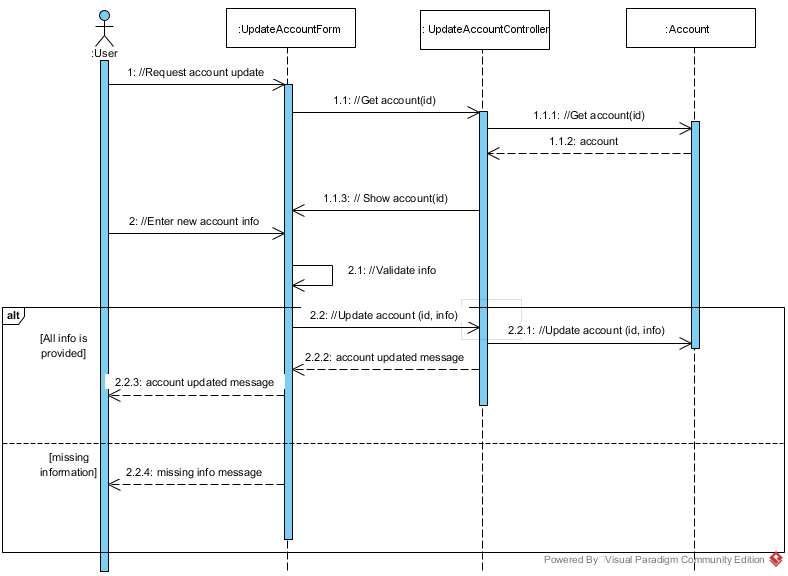 :User
:UpdateAccountForm
: UpdateAccountController
:Account
1: //Request account update
1.1: //Get account(id)
1.1.1: //Get account(id)
1.1.2: account
1.1.3: // Show account(id)
2: //Enter new account info
2.1: //Validate info
alt
[All info is
provided]
2.2: //Update account (id, info)
2.2.1: //Update account (id, info)
2.2.2: account updated message
2.2.3: account updated message
[missing
information]
2.2.4: missing info message
Powered By Visual Paradigm Community Edition